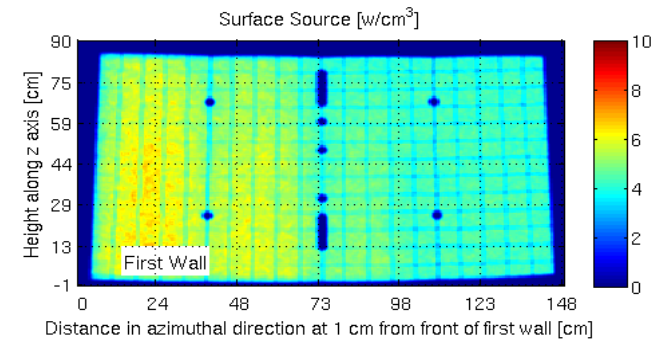 Surface Source [w/cm³]
90
75
59
44
29
13
-1
Height along z axis [cm]
First Wall
0 24 48 73 98 123 148
Distance in azimuthal direction at 1 cm from front of first wall [cm]
10
8
6
4
2
0